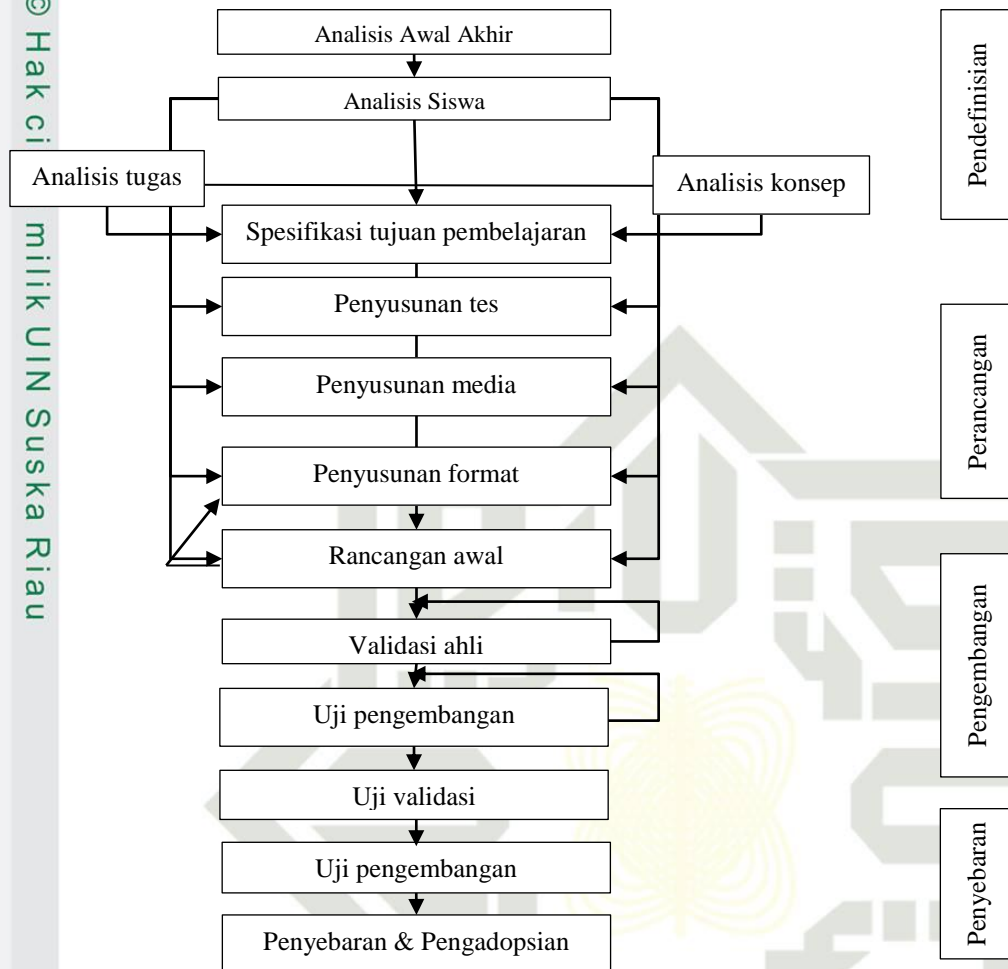 © Hak ci milik UIN Suska Riau
Analisis Awal Akhir
Analisis Siswa
Analisis tugas
Analisis konsep
Spesifikasi tujuan pembelajaran
Penyusunan tes
Penyusunan media
Penyusunan format
Rancangan awal
Validasi ahli
Uji pengembangan
Uji validasi
Uji pengembangan
Penyebaran & Pengadopsian
Pendefinisian
Perancangan
Pengembangan
Penyebaran